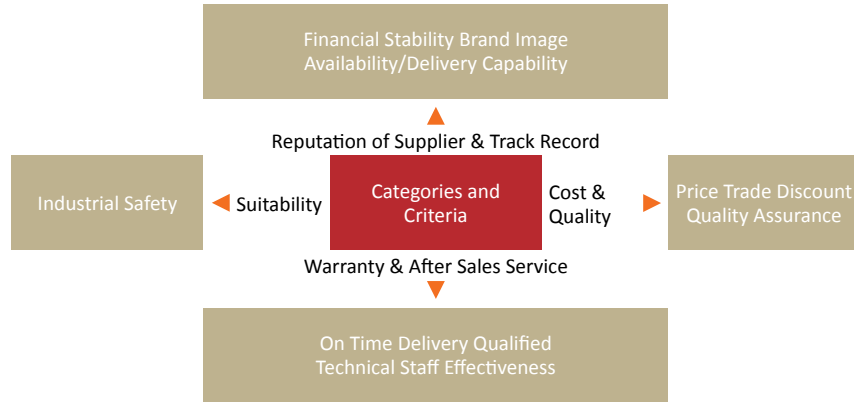 Financial Stability Brand Image
Availability/Delivery Capability
Reputation of Supplier & Track Record
Industrial Safety
Suitability
Categories and
Criteria
Cost &
Quality
Price Trade Discount
Quality Assurance
Warranty & After Sales Service
On Time Delivery Qualified
Technical Staff Effectiveness